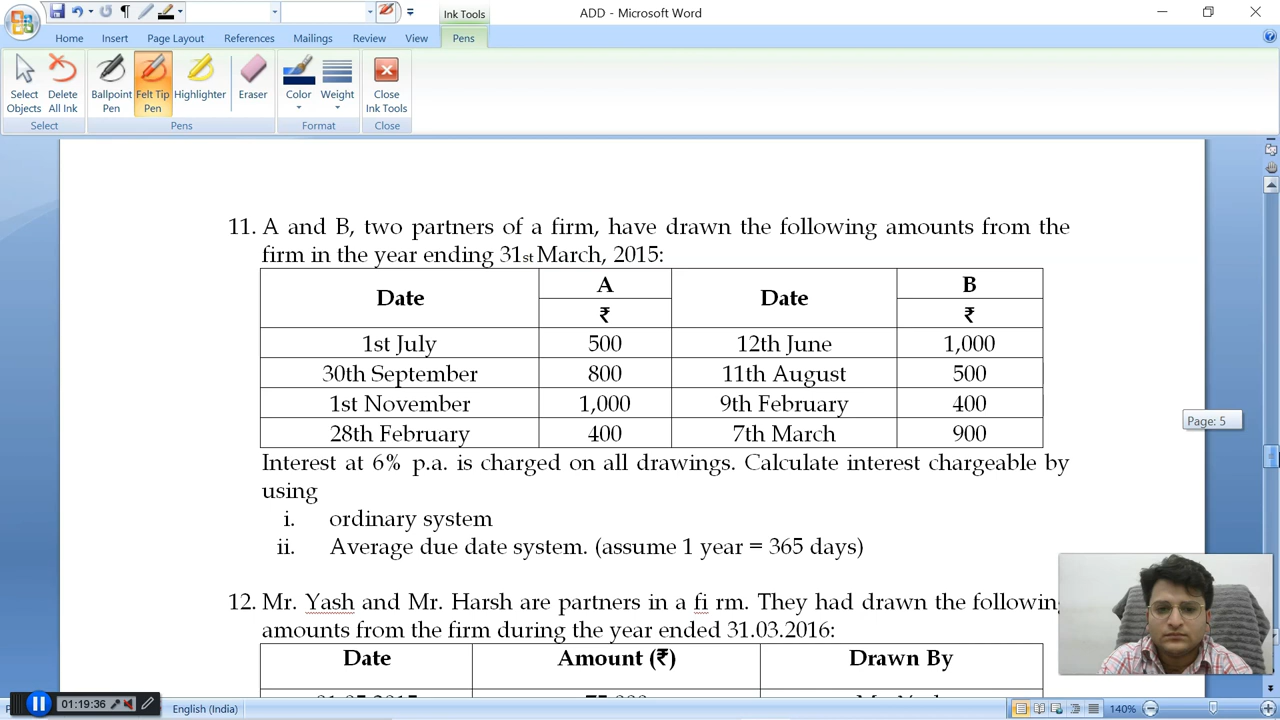 ADD - Microsoft Word
Ink Tools
Home Insert Page Layout References Mailings Review View Pens
Select Objects
Delete All Ink
Ballpoint Pen
Felt Tip Pen
Highlighter
Eraser
Color
Weight
Close Ink Tools
Select Pens Format Close
11. A and B, two partners of a firm, have drawn the following amounts from the
firm in the year ending 31st March, 2015:
Date A Date B
₹ ₹
1st July 500 12th June 1,000
30th September 800 11th August 500
1st November 1,000 9th February 400
28th February 400 7th March 900
Page: 5
Interest at 6% p.a. is charged on all drawings. Calculate interest chargeable by
using
i. ordinary system
ii. Average due date system. (assume 1 year = 365 days)
12. Mr. Yash and Mr. Harsh are partners in a fi rm. They had drawn the following
amounts from the firm during the year ended 31.03.2016:
Date Amount (₹) Drawn By
01:19:36
English (India)
140%